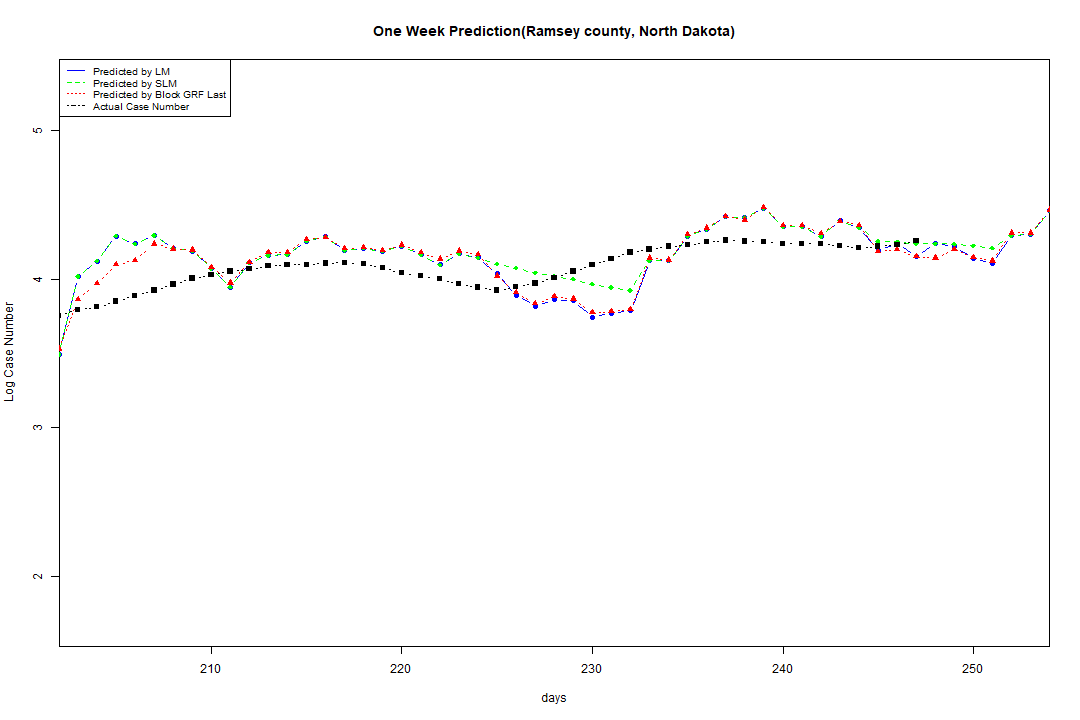 One Week Prediction(Ramsey county, North Dakota)
Predicted by LM
Predicted by SLM
Predicted by Block GRF Last
Actual Case Number
5
4
3
2
Log Case Number
210 220 230 240 250
days